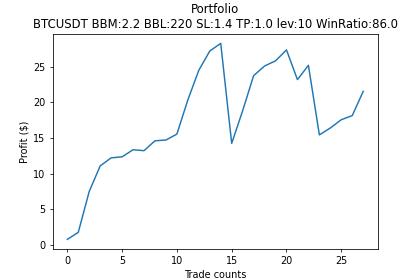 Portfolio
BTCUSDT BBM:2.2 BBL:220 SL:1.4 TP:1.0 lev:10 WinRatio:86.0
Profit ($)
25
20
15
10
5
0
0 5 10 15 20 25
Trade counts